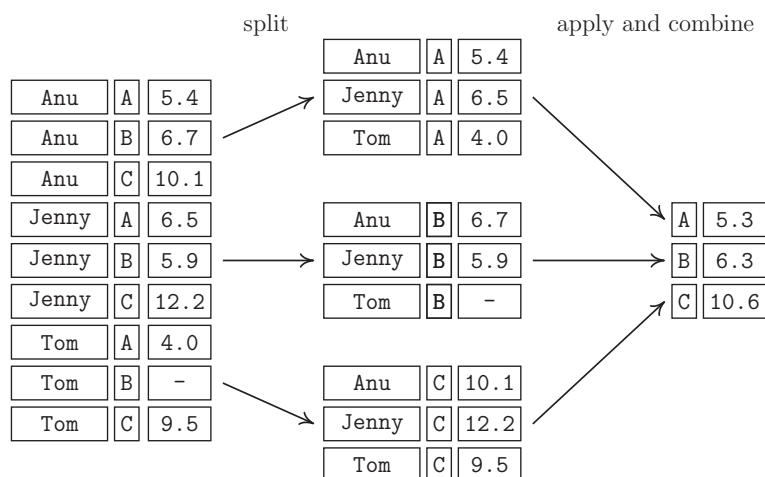 split
apply and combine
Anu A 5.4
Anu B 6.7
Anu C 10.1
Jenny A 6.5
Jenny B 5.9
Jenny C 12.2
Tom A 4.0
Tom B -
Tom C 9.5
Anu A 5.4
Jenny A 6.5
Tom A 4.0
Anu B 6.7
Jenny B 5.9
Tom B -
Anu C 10.1
Jenny C 12.2
Tom C 9.5
A 5.3
B 6.3
C 10.6